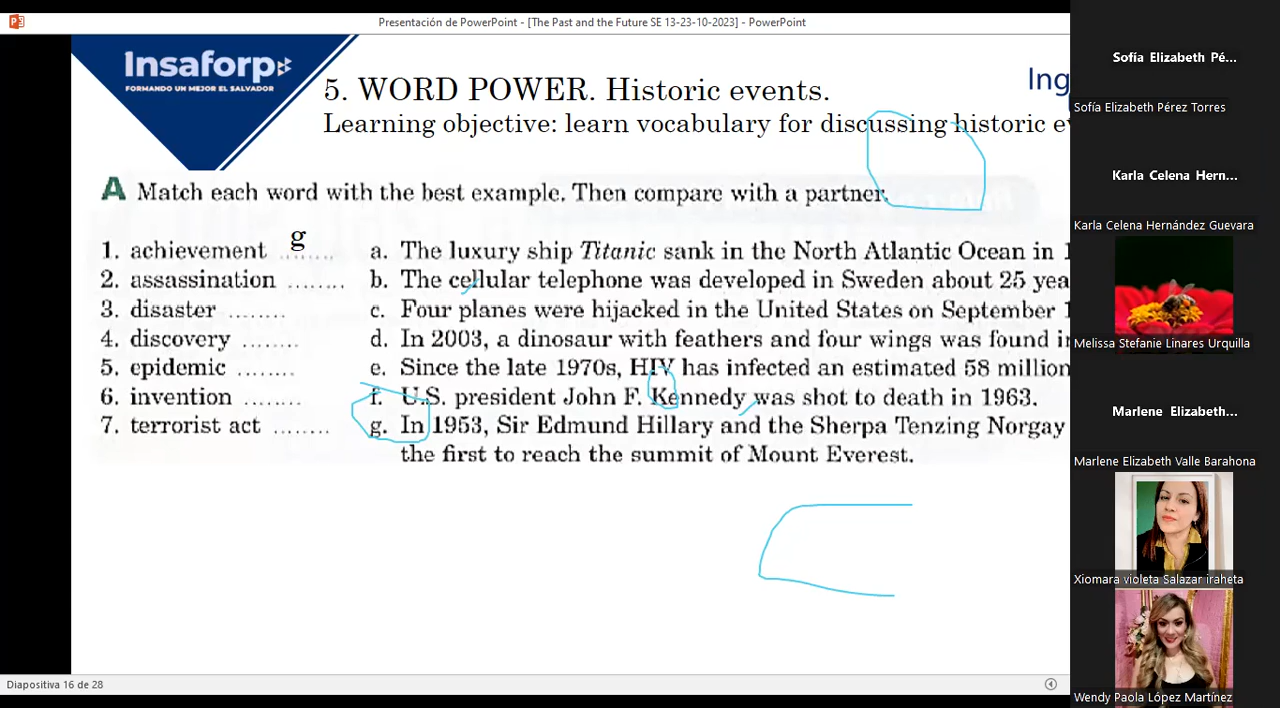 Presentación de PowerPoint - [The Past and the Future SE 13-23-10-2023] - PowerPoint
Insaforp
FORMANDO UN MEJOR EL SALVADOR
Ing
5. WORD POWER. Historic events.
Learning objective: learn vocabulary for discussing historic ev
A Match each word with the best example. Then compare with a partner.
1. achievement g
2. assassination ........
3. disaster ........
4. discovery ........
5. epidemic ........
6. invention ........
7. terrorist act ........
a. The luxury ship Titanic sank in the North Atlantic Ocean in 1
b. The cellular telephone was developed in Sweden about 25 yea
c. Four planes were hijacked in the United States on September 1
d. In 2003, a dinosaur with feathers and four wings was found in
e. Since the late 1970s, HIV has infected an estimated 58 million
f. U.S. president John F. Kennedy was shot to death in 1963.
g. In 1953, Sir Edmund Hillary and the Sherpa Tenzing Norgay
the first to reach the summit of Mount Everest.
Diapositiva 16 de 28
Sofía Elizabeth Pé...
Sofía Elizabeth Pérez Torres
Karla Celena Hern...
Karla Celena Hernández Guevara
Melissa Stefanie Linares Urquilla
Marlene Elizabeth...
Marlene Elizabeth Valle Barahona
Xiomara violeta Salazar iraheta
Wendy Paola López Martínez